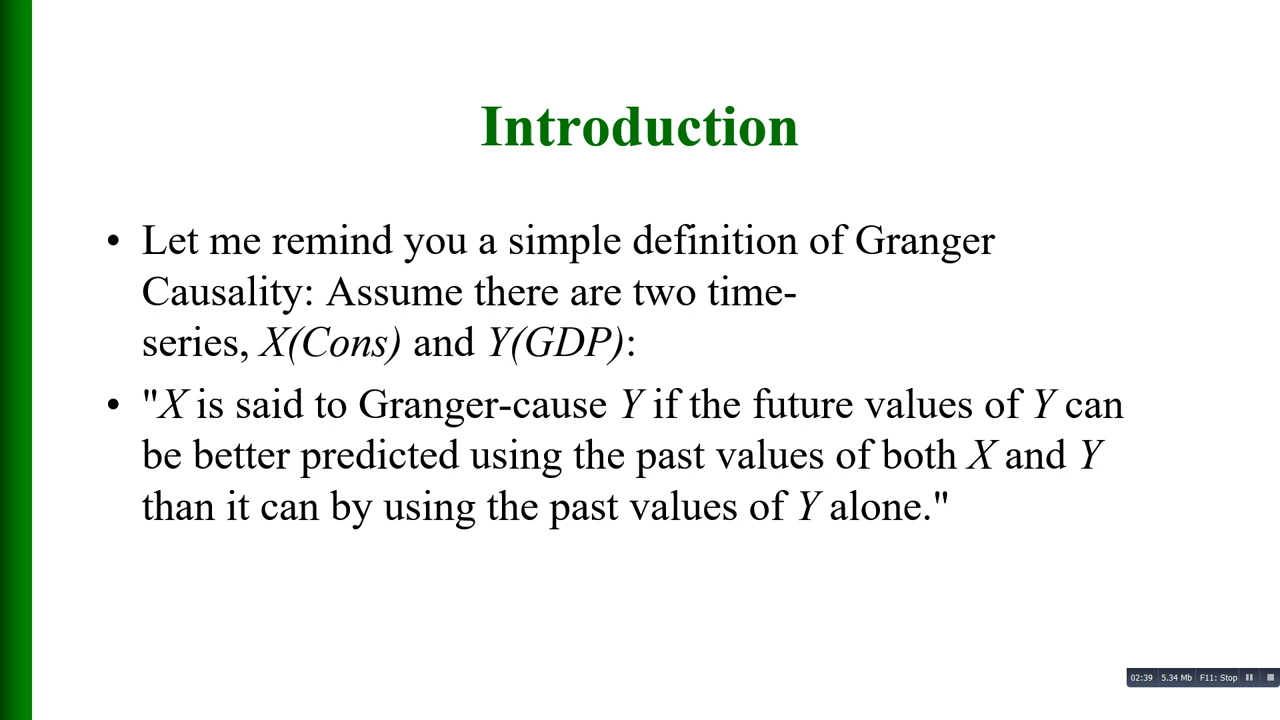 Introduction
• Let me remind you a simple definition of Granger
Causality: Assume there are two time-
series, X(Cons) and Y(GDP):
• "X is said to Granger-cause Y if the future values of Y can
be better predicted using the past values of both X and Y
than it can by using the past values of Y alone."
02:39 5.34 Mb F11: Stop